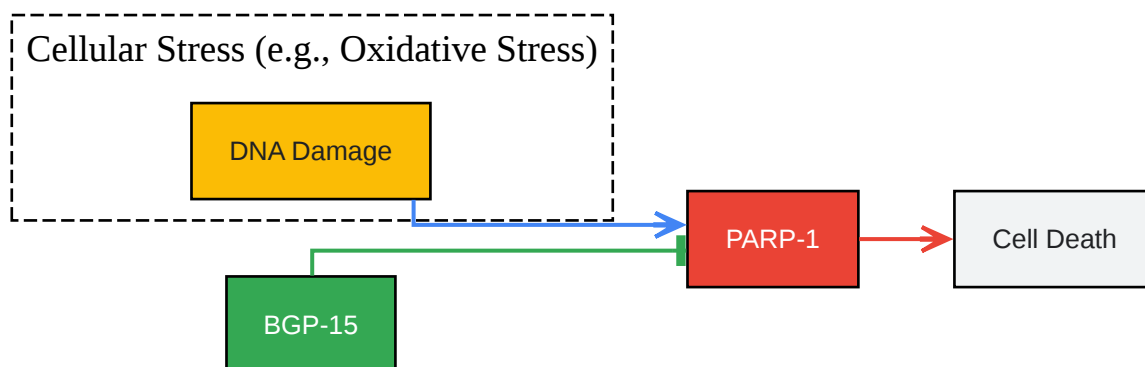 Cellular Stress (e.g., Oxidative Stress)
DNA Damage
PARP-1
Cell Death
BGP-15